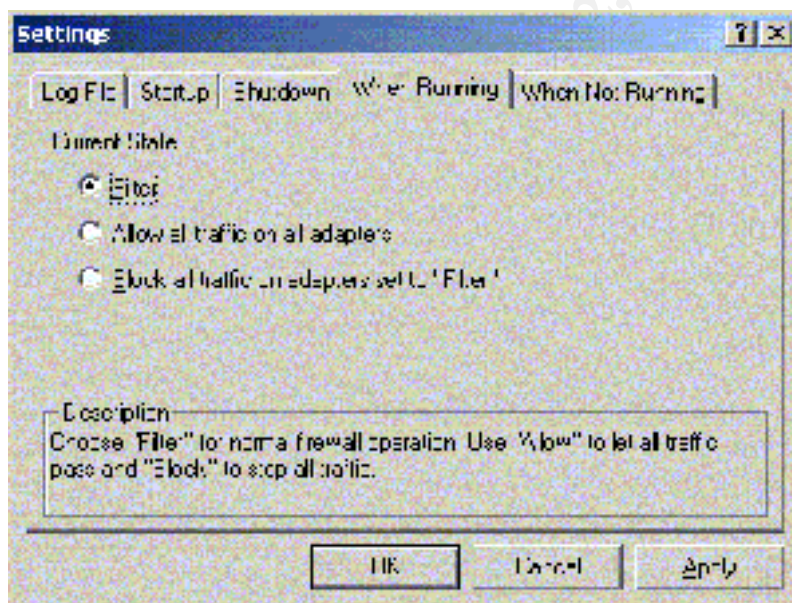 Settings
Log File Startup Shutdown When Running When Not Running
Current State
Filter
Allow all traffic on all adapters
Block all traffic on adapters set to "Filter"
Description
Choose "Filter" for normal firewall operation. Use "Allow" to let all traffic
pass and "Block" to stop all traffic.
OK Cancel Apply